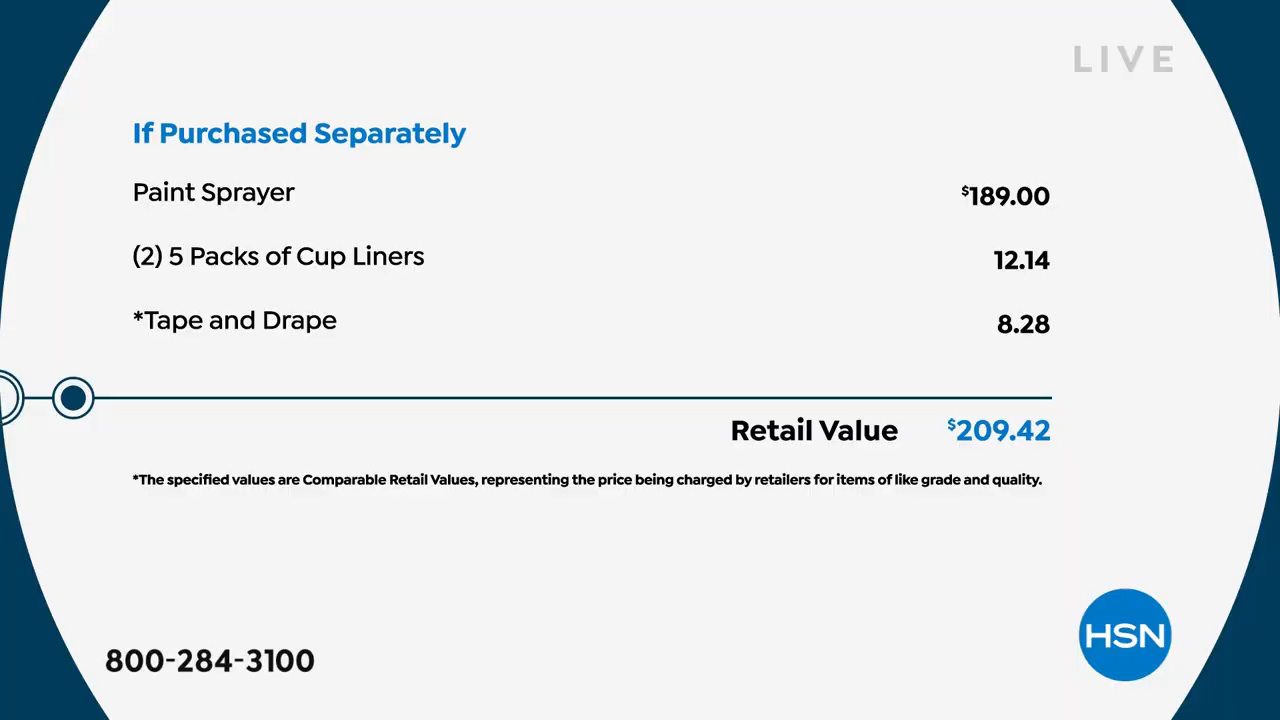 LIVE
If Purchased Separately
Paint Sprayer $189.00
(2) 5 Packs of Cup Liners 12.14
*Tape and Drape 8.28
Retail Value $209.42
*The specified values are Comparable Retail Values, representing the price being charged by retailers for items of like grade and quality.
HSN
800-284-3100